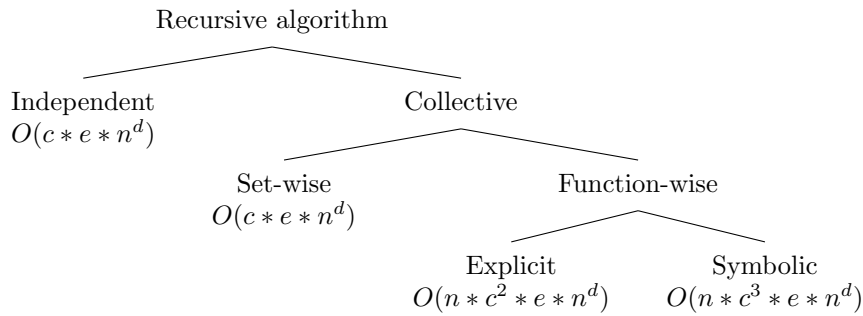 Recursive algorithm
Independent
O(c ∗ e ∗ n^d)
Collective
Set-wise
O(c ∗ e ∗ n^d)
Function-wise
Explicit
O(n ∗ c^2 ∗ e ∗ n^d)
Symbolic
O(n ∗ c^3 ∗ e ∗ n^d)